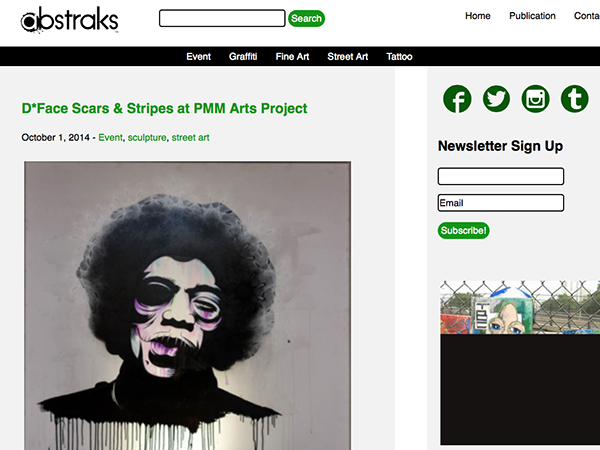 abstraks
Search
Home Publication
Event Graffiti Fine Art Street Art Tattoo
D*Face Scars & Stripes at PMM Arts Project
October 1, 2014 - Event, sculpture, street art
Newsletter Sign Up
Email
Subscribe!